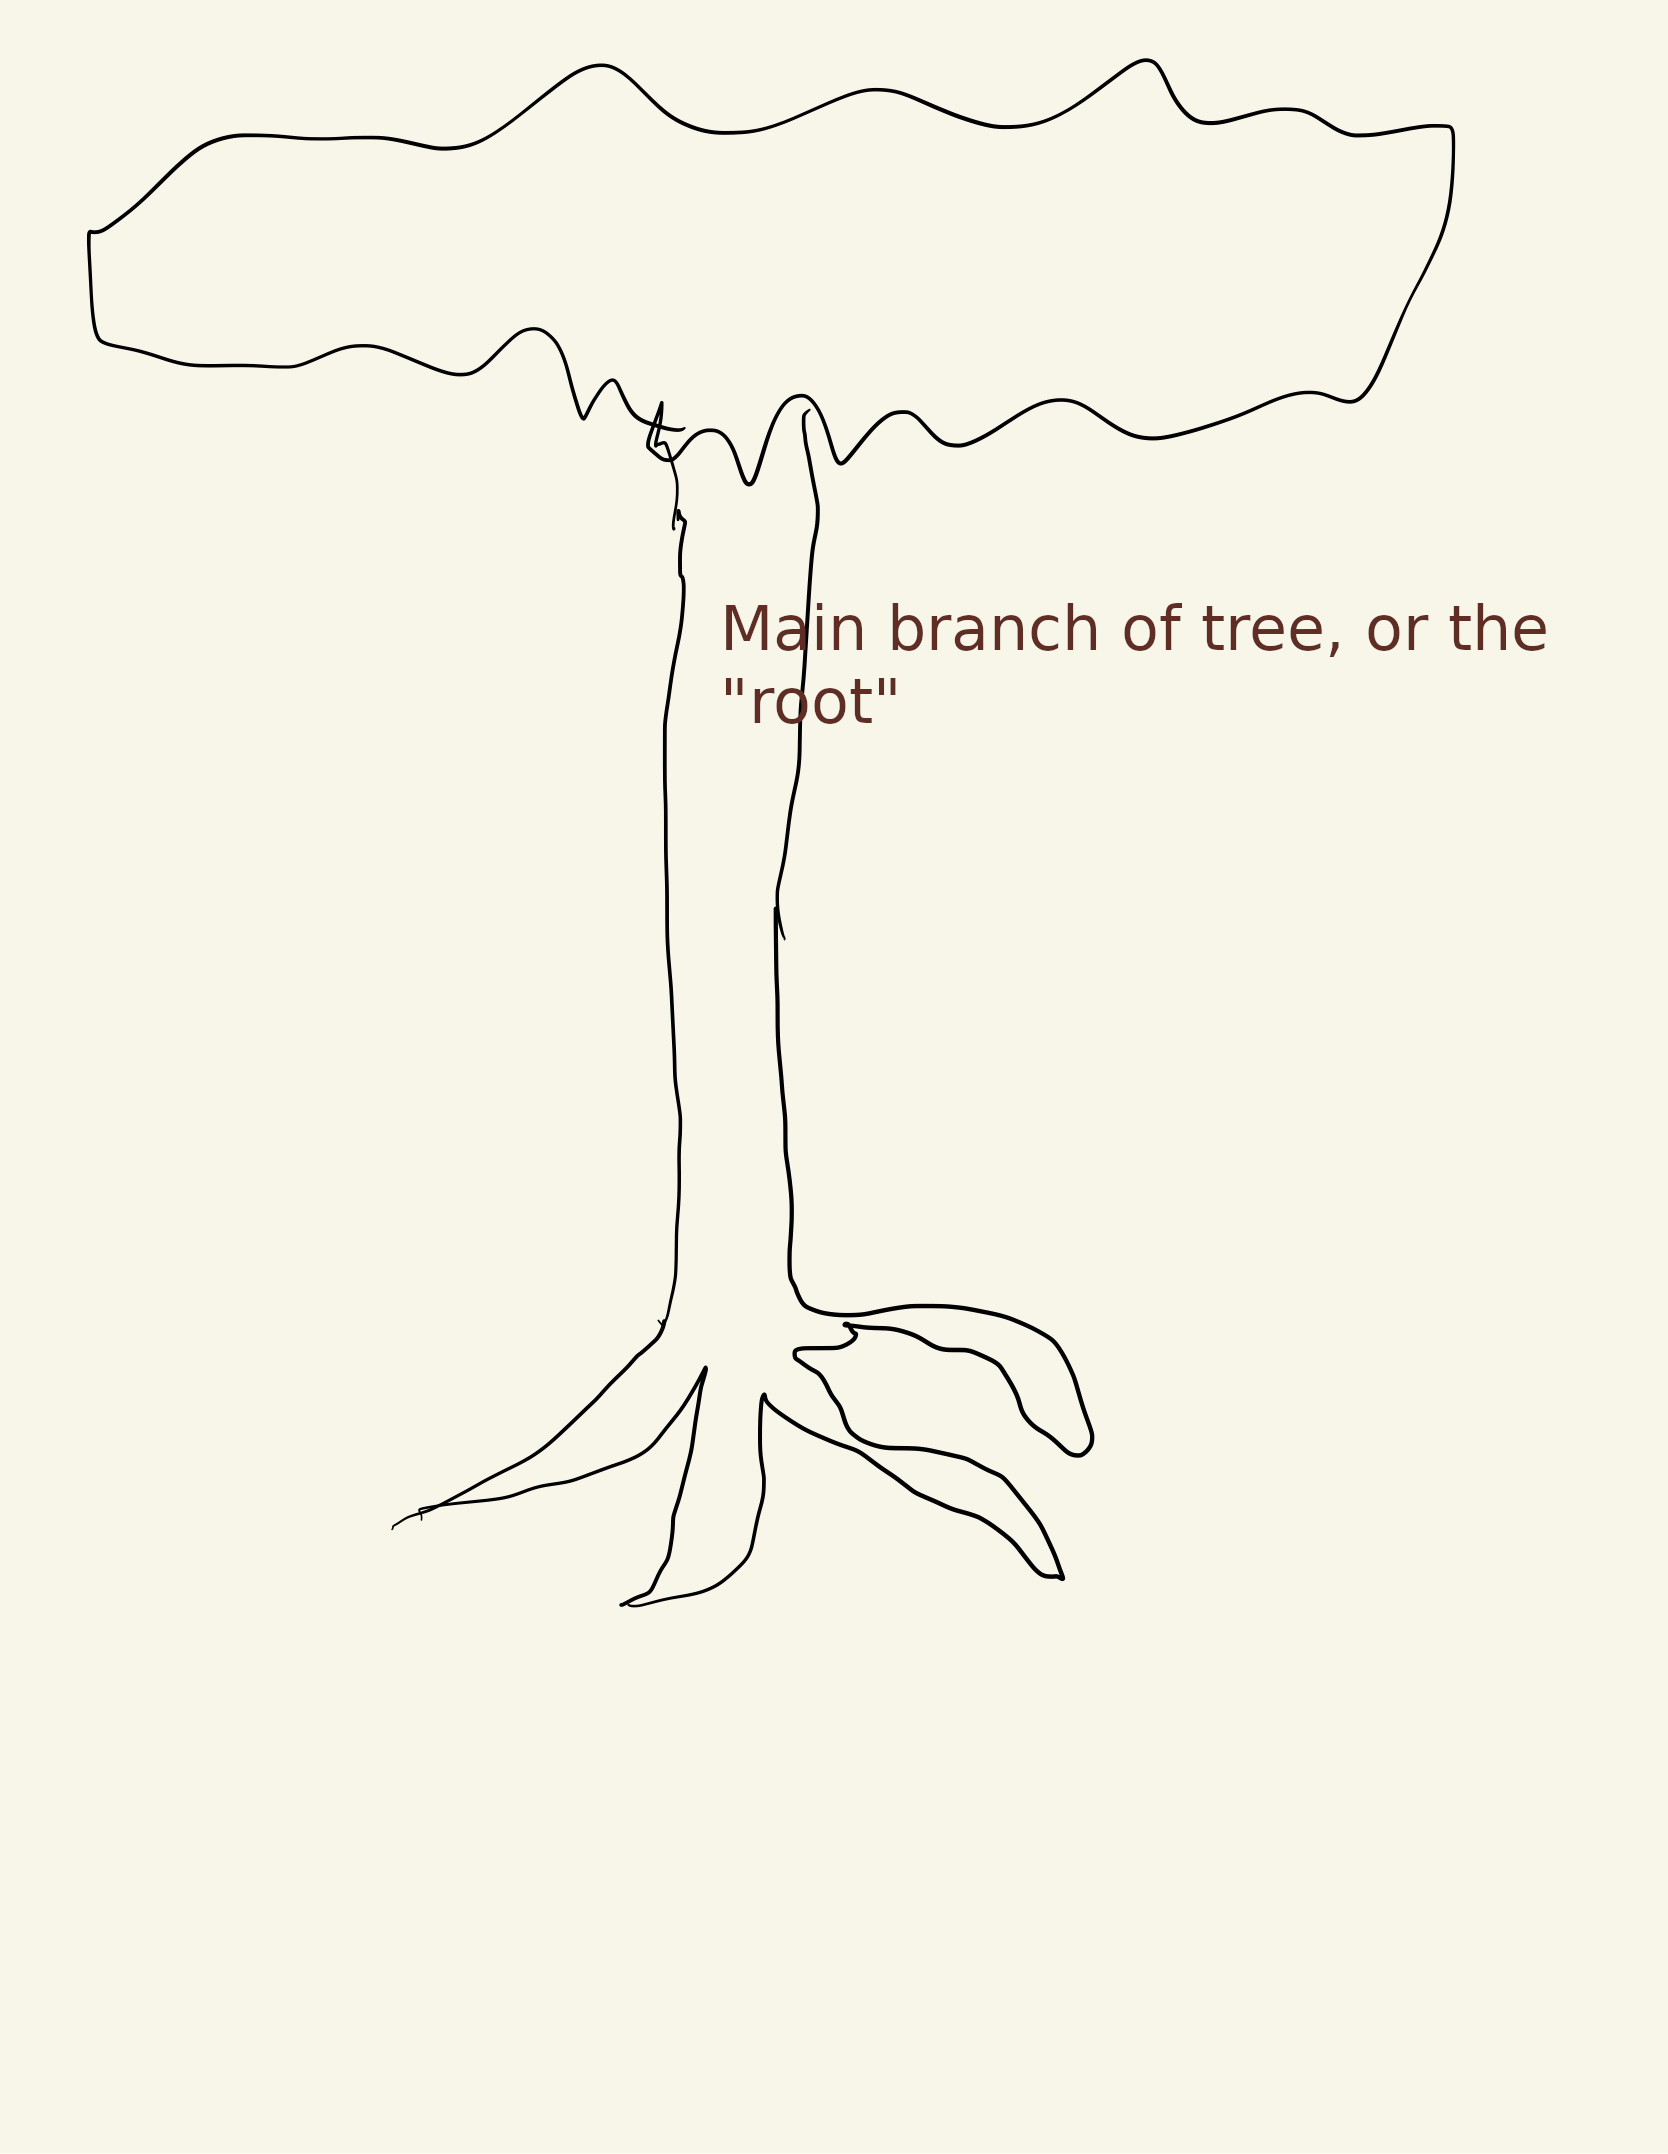 Main branch of tree, or the
"root"